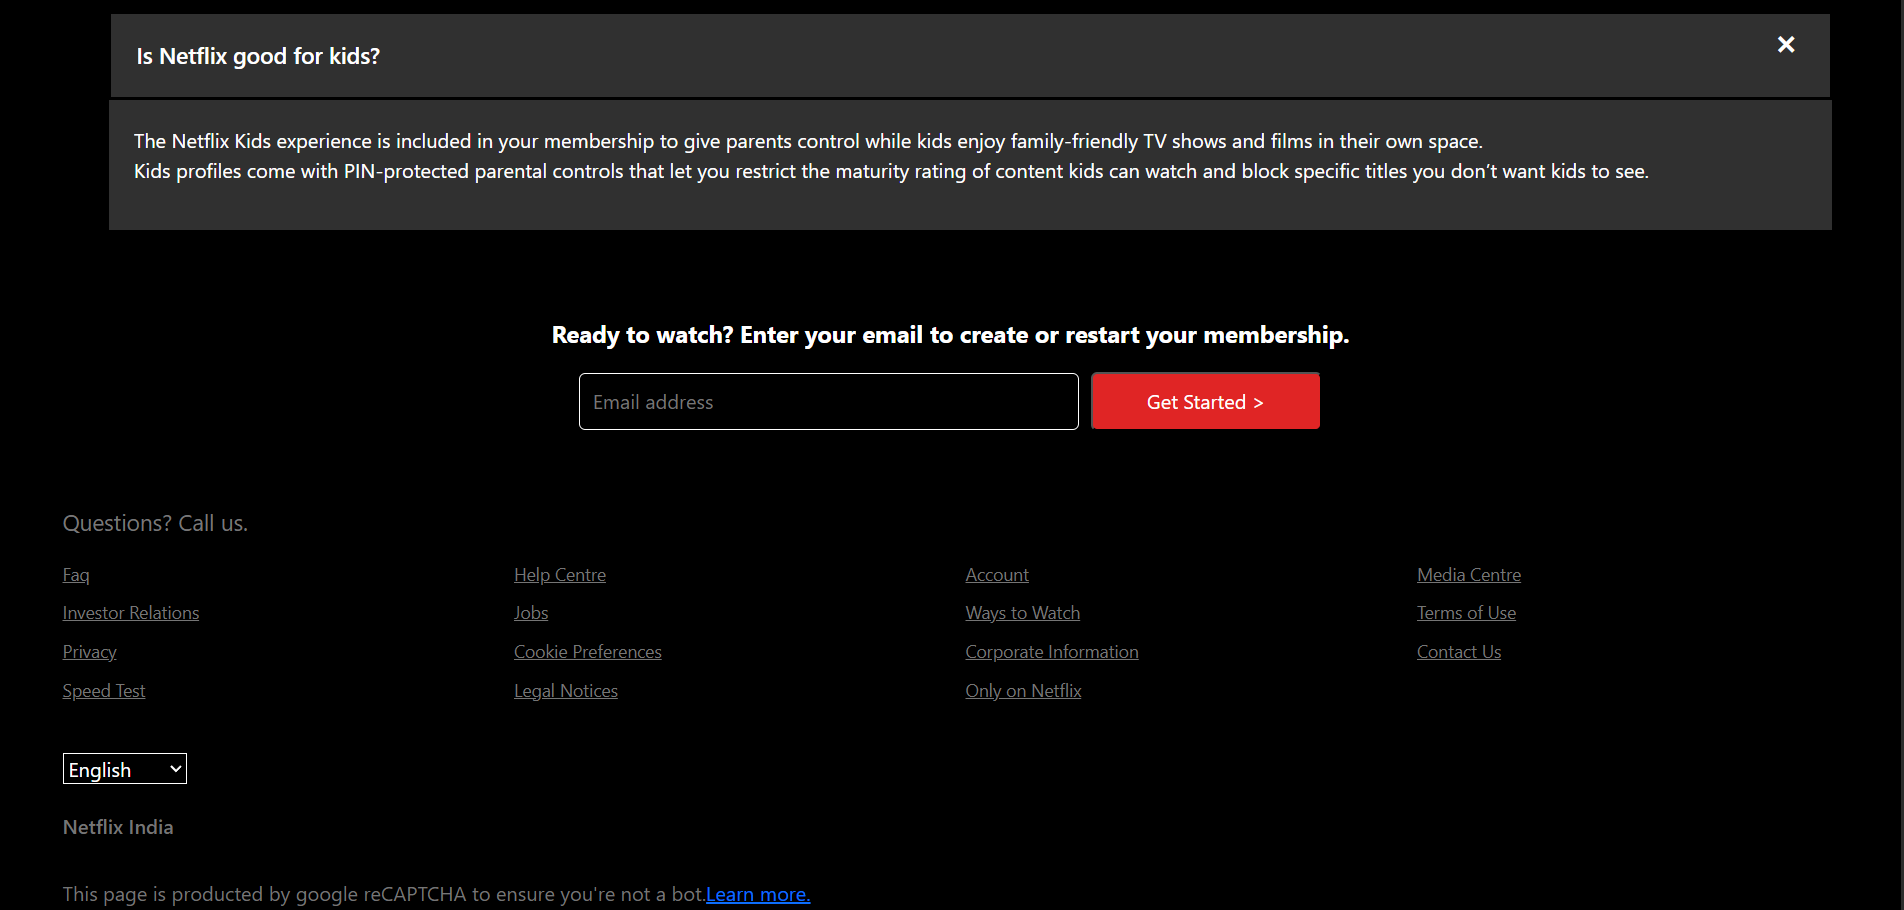 Is Netflix good for kids?
The Netflix Kids experience is included in your membership to give parents control while kids enjoy family-friendly TV shows and films in their own space.
Kids profiles come with PIN-protected parental controls that let you restrict the maturity rating of content kids can watch and block specific titles you don’t want kids to see.
Ready to watch? Enter your email to create or restart your membership.
Email address
Get Started >
Questions? Call us.
Faq Help Centre Account Media Centre
Investor Relations Jobs Ways to Watch Terms of Use
Privacy Cookie Preferences Corporate Information Contact Us
Speed Test Legal Notices Only on Netflix
English
Netflix India
This page is producted by google reCAPTCHA to ensure you're not a bot.Learn more.